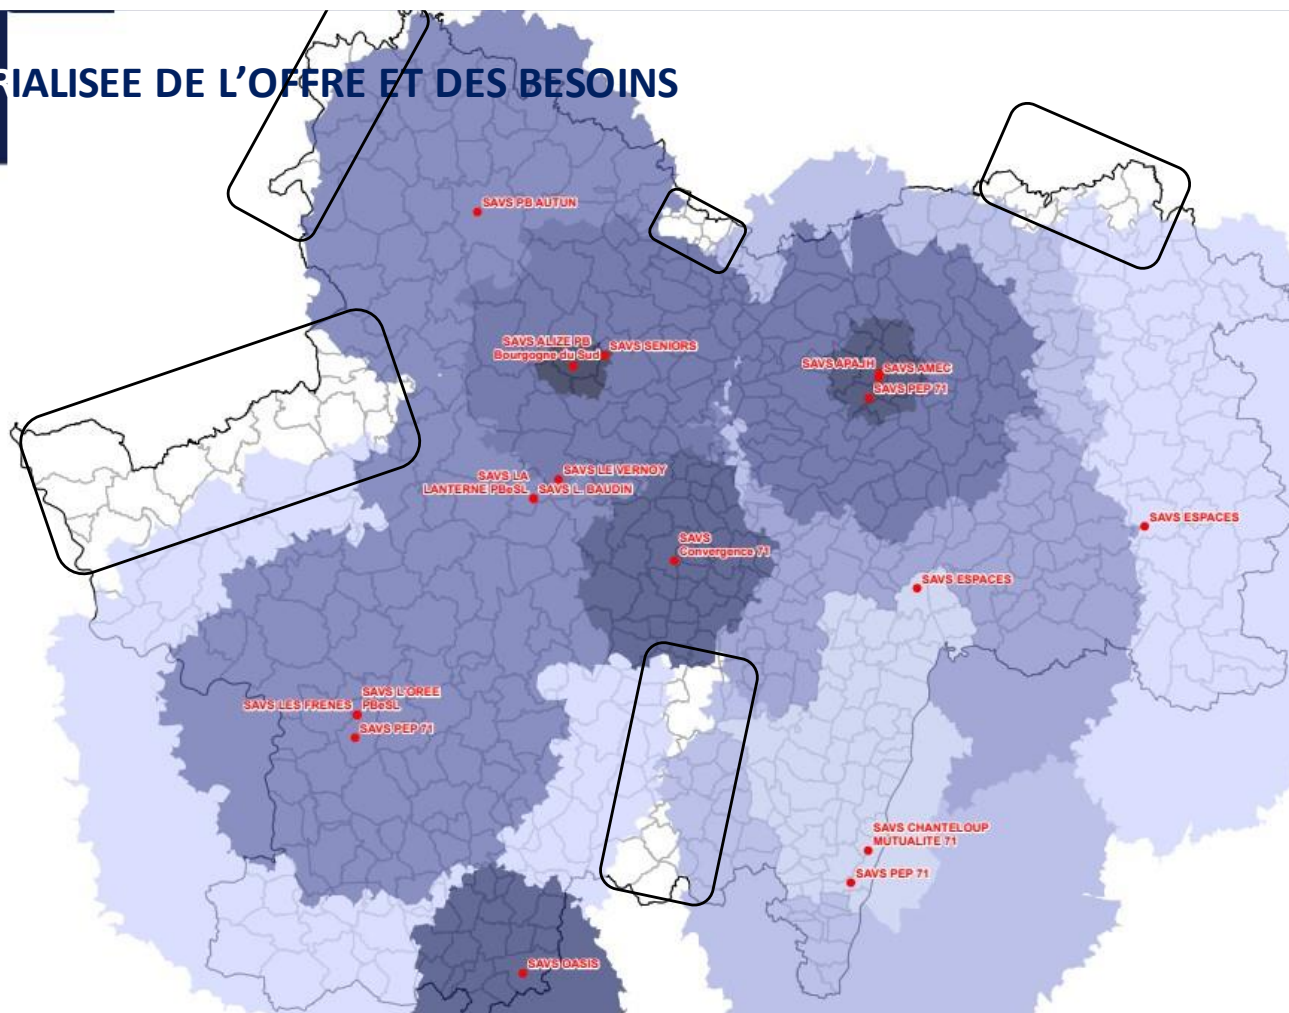 IALISEE DE L'OFFRE ET DES BESOINS
SAVS PB AUTUN
SAVS ALIZE PB
Bourgogne du Sud
SAVS SENIORS
SAVS APAJH
SAVS AMEC
SAVS PEP 71
SAVS LA
LANTERNE PBeSL
SAVS LE VERNOY
SAVS L. BAUDIN
SAVS
Convergence 71
SAVS ESPACES
SAVS ESPACES
SAVS LES FRENES
SAVS L'OREE
PBeSL
SAVS PEP 71
SAVS CHANTELOUP
MUTUALITE 71
SAVS PEP 71
SAVS OASIS